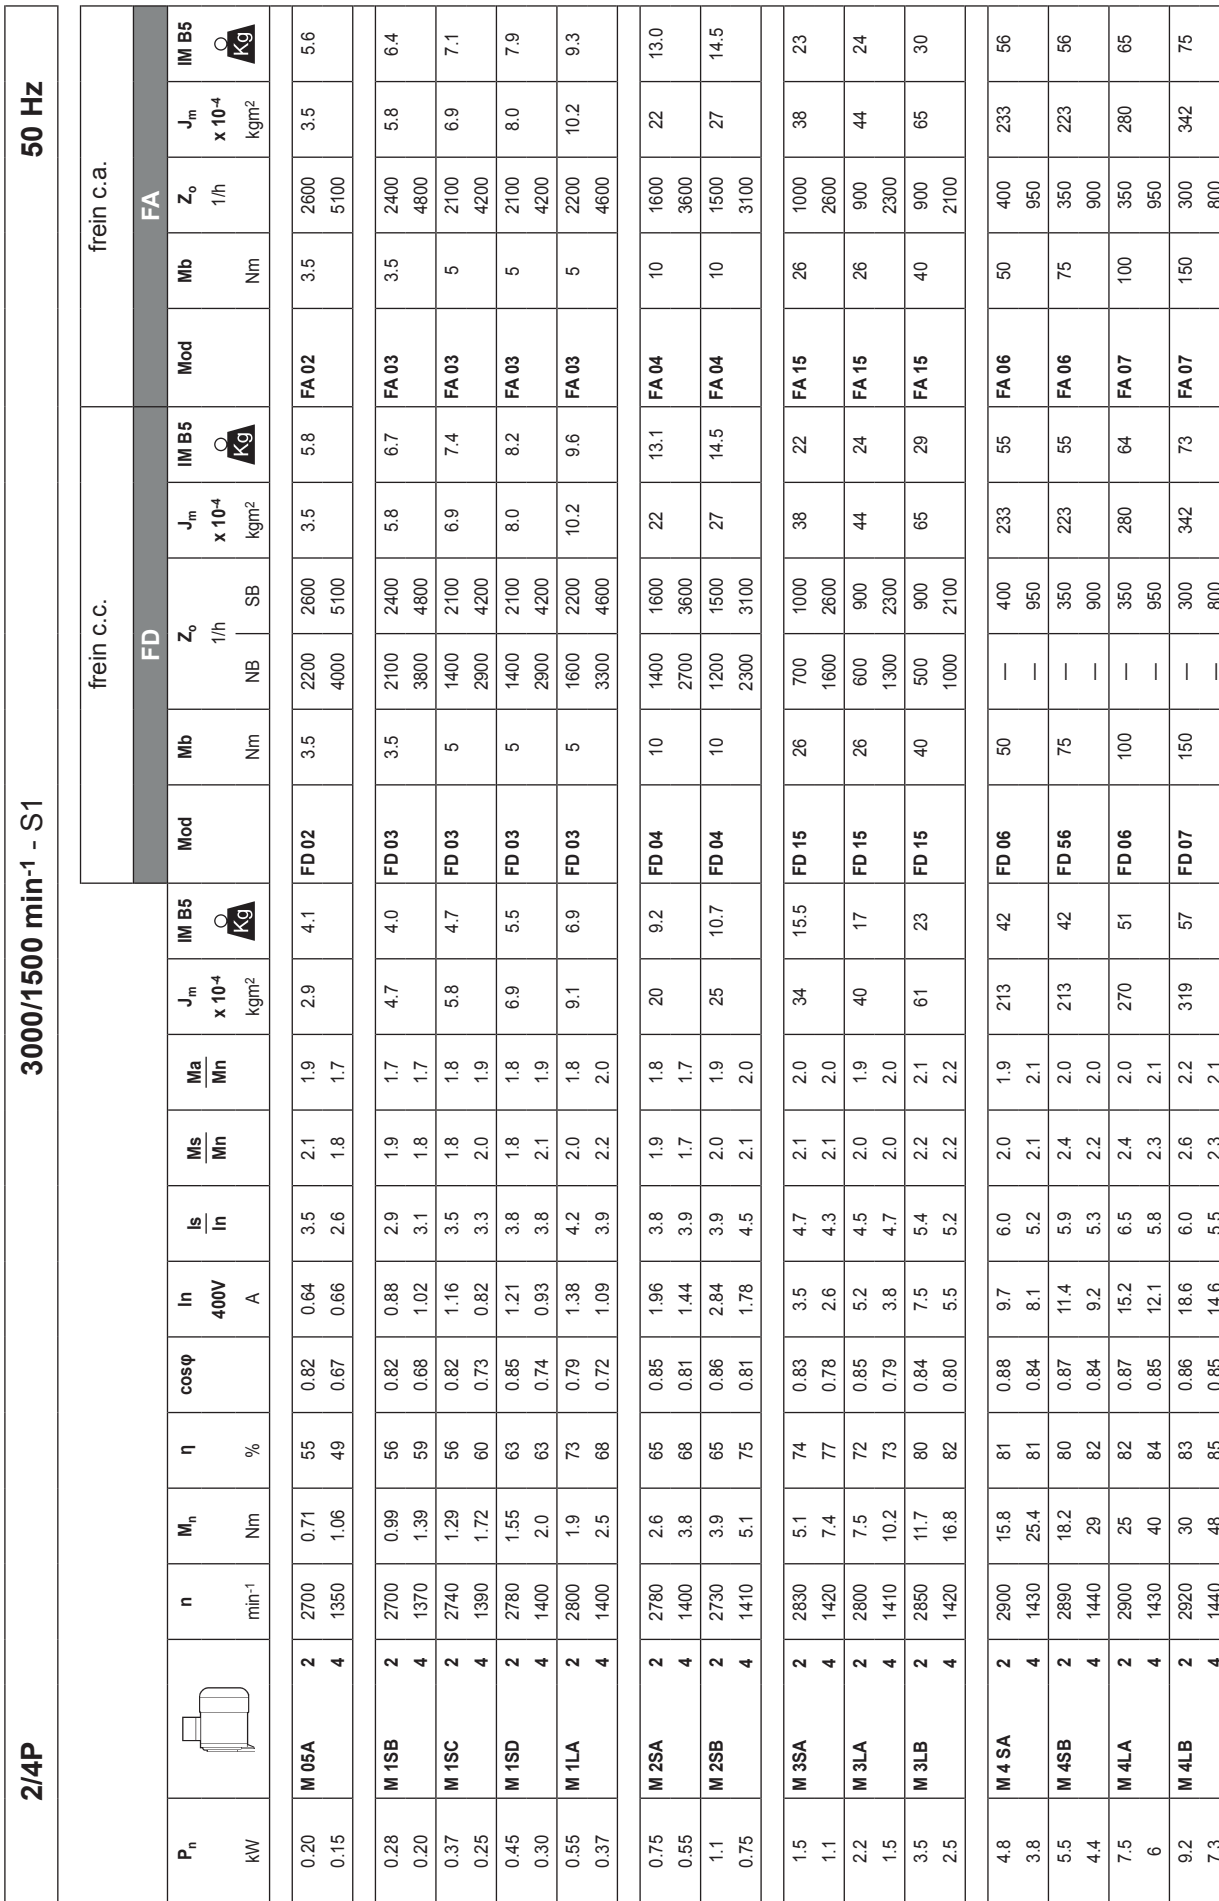 2/4P 3000/1500 min-1 - S1 50 Hz
frein c.c. frein c.a.
FD FA
Pn n Mn η cosφ In Is Ms Ma Jm IM B5 Mod Mb Zo Jm IM B5 Mod Mb Zo Jm IM B5
400V In Mn Mn x 10-4 1/h x 10-4 1/h x 10-4
kW min-1 Nm % A kgm2 Kg Nm NB SB kgm2 Kg Nm kgm2 Kg
0.20 M 05A 2 2700 0.71 55 0.82 0.64 3.5 2.1 1.9 2.9 4.1 FD 02 3.5 2200 2600 3.5 5.8 FA 02 3.5 2600 3.5 5.6
0.15 4 1350 1.06 49 0.67 0.66 2.6 1.8 1.7 4000 5100 5100
0.28 M 1SB 2 2700 0.99 56 0.82 0.88 2.9 1.9 1.7 4.7 4.0 FD 03 3.5 2100 2400 5.8 6.7 FA 03 3.5 2400 5.8 6.4
0.20 4 1370 1.39 59 0.68 1.02 3.1 1.8 1.7 3800 4800 4800
0.37 M 1SC 2 2740 1.29 56 0.82 1.16 3.5 1.8 1.8 5.8 4.7 FD 03 5 1400 2100 6.9 7.4 FA 03 5 2100 6.9 7.1
0.25 4 1390 1.72 60 0.73 0.82 3.3 2.0 1.9 2900 4200 4200
0.45 M 1SD 2 2780 1.55 63 0.85 1.21 3.8 1.8 1.8 6.9 5.5 FD 03 5 1400 2100 8.0 8.2 FA 03 5 2100 8.0 7.9
0.30 4 1400 2.0 63 0.74 0.93 3.8 2.1 1.9 2900 4200 4200
0.55 M 1LA 2 2800 1.9 73 0.79 1.38 4.2 2.0 1.8 9.1 6.9 FD 03 5 1600 2200 10.2 9.6 FA 03 5 2200 10.2 9.3
0.37 4 1400 2.5 68 0.72 1.09 3.9 2.2 2.0 3300 4600 4600
0.75 M 2SA 2 2780 2.6 65 0.85 1.96 3.8 1.9 1.8 20 9.2 FD 04 10 1400 1600 22 13.1 FA 04 10 1600 22 13.0
0.55 4 1400 3.8 68 0.81 1.44 3.9 1.7 1.7 2700 3600 3600
1.1 M 2SB 2 2730 3.9 65 0.86 2.84 3.9 2.0 1.9 25 10.7 FD 04 10 1200 1500 27 14.5 FA 04 10 1500 27 14.5
0.75 4 1410 5.1 75 0.81 1.78 4.5 2.1 2.0 2300 3100 3100
1.5 M 3SA 2 2830 5.1 74 0.83 3.5 4.7 2.1 2.0 34 15.5 FD 15 26 700 1000 38 22 FA 15 26 1000 38 23
1.1 4 1420 7.4 77 0.78 2.6 4.3 2.1 2.0 1600 2600 2600
2.2 M 3LA 2 2800 7.5 72 0.85 5.2 4.5 2.0 1.9 40 17 FD 15 26 600 900 44 24 FA 15 26 900 44 24
1.5 4 1410 10.2 73 0.79 3.8 4.7 2.0 2.0 1300 2300 2300
3.5 M 3LB 2 2850 11.7 80 0.84 7.5 5.4 2.2 2.1 61 23 FD 15 40 500 900 65 29 FA 15 40 900 65 30
2.5 4 1420 16.8 82 0.80 5.5 5.2 2.2 2.2 1000 2100 2100
4.8 M 4 SA 2 2900 15.8 81 0.88 9.7 6.0 2.0 1.9 213 42 FD 06 50 — 400 233 55 FA 06 50 400 233 56
3.8 4 1430 25.4 81 0.84 8.1 5.2 2.1 2.1 — 950 950
5.5 M 4SB 2 2890 18.2 80 0.87 11.4 5.9 2.4 2.0 213 42 FD 56 75 — 350 223 55 FA 06 75 350 223 56
4.4 4 1440 29 82 0.84 9.2 5.3 2.2 2.0 — 900 900
7.5 M 4LA 2 2900 25 82 0.87 15.2 6.5 2.4 2.0 270 51 FD 06 100 — 350 280 64 FA 07 100 350 280 65
6 4 1430 40 84 0.85 12.1 5.8 2.3 2.1 — 950 950
9.2 M 4LB 2 2920 30 83 0.86 18.6 6.0 2.6 2.2 319 57 FD 07 150 — 300 342 73 FA 07 150 300 342 75
7.3 4 1440 48 85 0.85 14.6 5.5 2.3 2.1 — 800 800